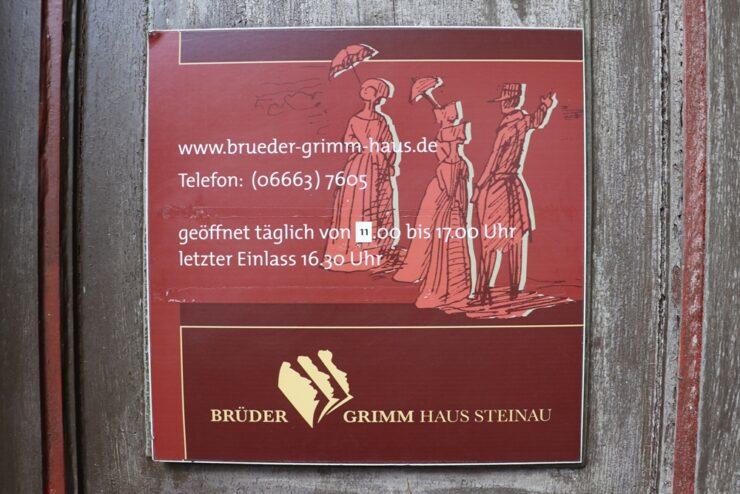 www.brueder-grimm-haus.de
Telefon: (06663) 7605
geöffnet täglich von 11.00 bis 17.00 Uhr
letzter Einlass 16.30 Uhr
BRÜDER GRIMM HAUS STEINAU